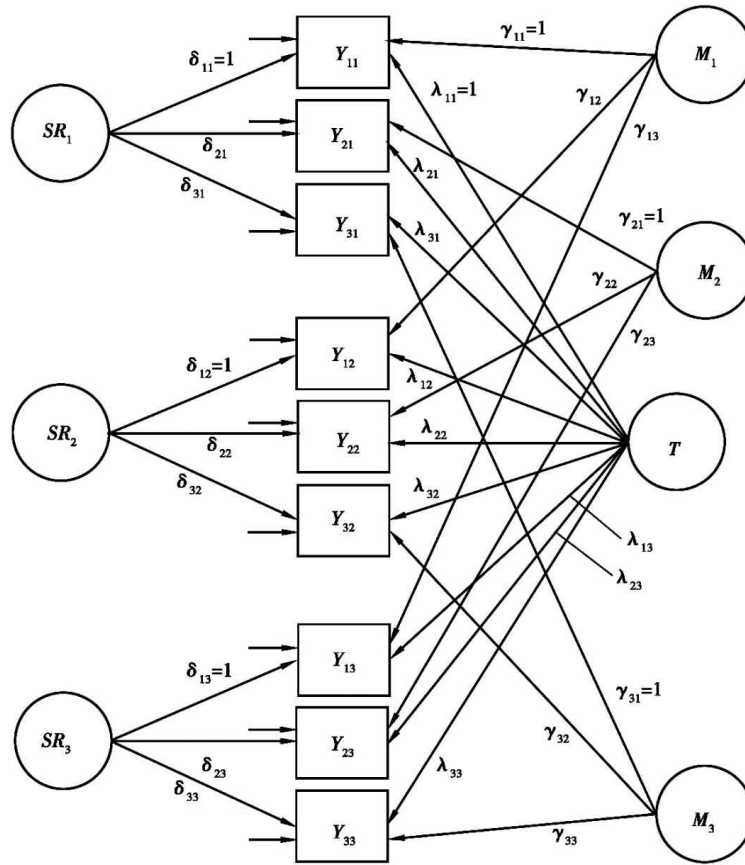 γ₁₁=1
M₁
Y₁₁
δ₁₁=1
λ₁₁=1
γ₁₂
γ₁₃
SR₁
δ₂₁
Y₂₁
λ₂₁
δ₃₁
Y₃₁
λ₃₁
γ₂₁=1
M₂
γ₂₂
γ₂₃
δ₁₂=1
Y₁₂
λ₁₂
SR₂
δ₂₂
Y₂₂
λ₂₂
T
δ₃₂
Y₃₂
λ₃₂
λ₁₃
λ₂₃
δ₁₃=1
Y₁₃
γ₃₁=1
SR₃
δ₂₃
Y₂₃
γ₃₂
δ₃₃
λ₃₃
Y₃₃
γ₃₃
M₃